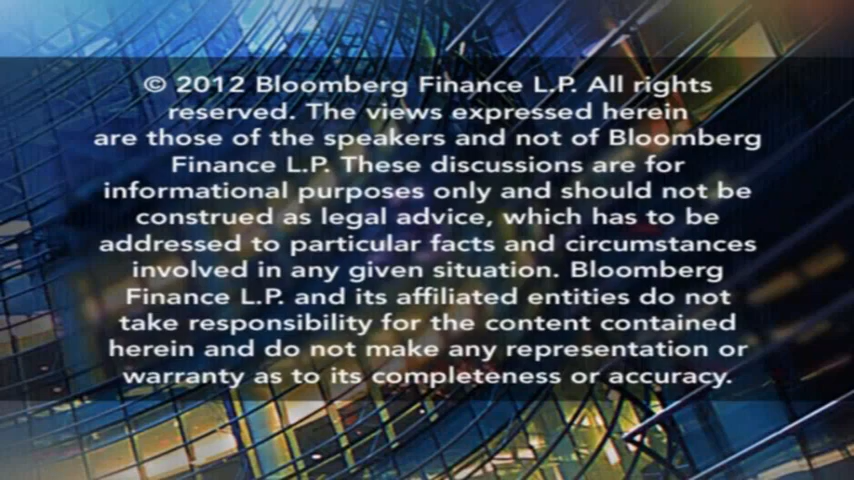 © 2012 Bloomberg Finance L.P. All rights
reserved. The views expressed herein
are those of the speakers and not of Bloomberg
Finance L.P. These discussions are for
informational purposes only and should not be
construed as legal advice, which has to be
addressed to particular facts and circumstances
involved in any given situation. Bloomberg
Finance L.P. and its affiliated entities do not
take responsibility for the content contained
herein and do not make any representation or
warranty as to its completeness or accuracy.